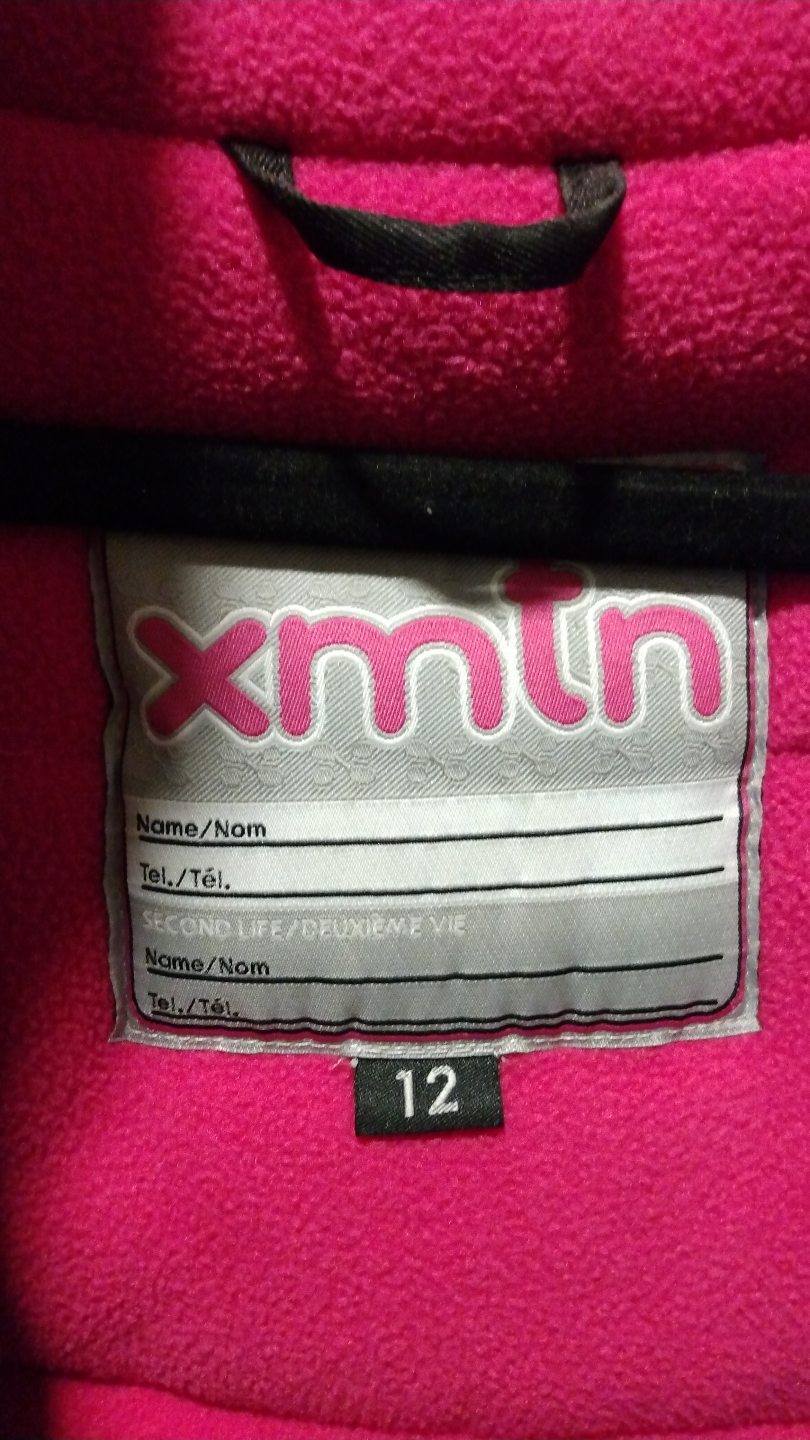 xmtn
Name/Nom
Tel./Tél.
SECOND LIFE/DEUXIÈME VIE
Name/Nom
Tel./Tél.
12